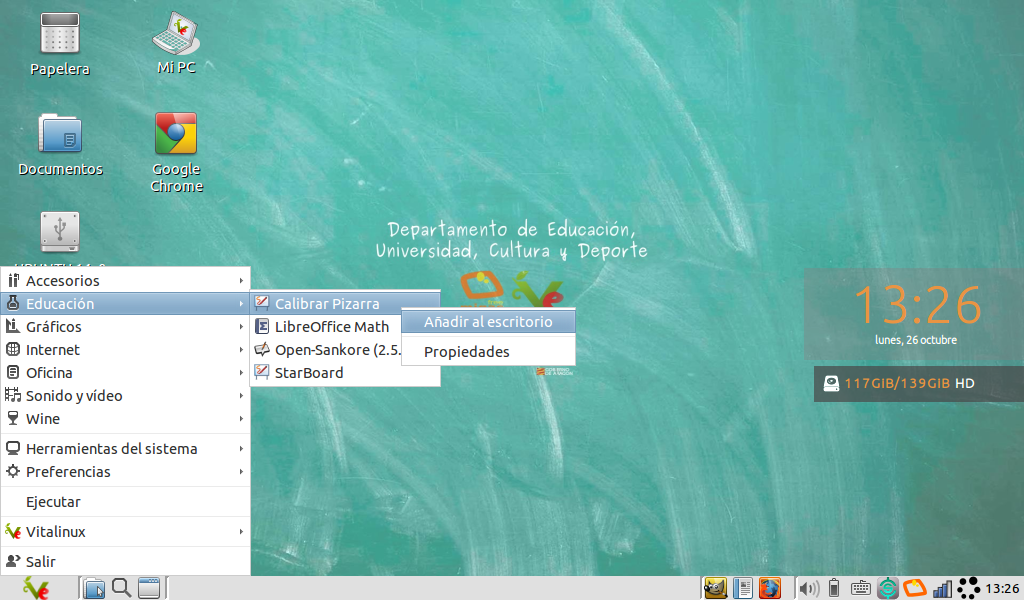 Papelera
Mi PC
Documentos
Google
Chrome
Departamento de Educación,
Universidad, Cultura y Deporte
13:26
lunes, 26 octubre
117GIB/139GIB HD
Accesorios
Educación
Gráficos
Internet
Oficina
Sonido y vídeo
Wine
Herramientas del sistema
Preferencias
Ejecutar
Vitalinux
Salir
Calibrar Pizarra
LibreOffice Math
Open-Sankore (2.5.
StarBoard
Añadir al escritorio
Propiedades
13:26